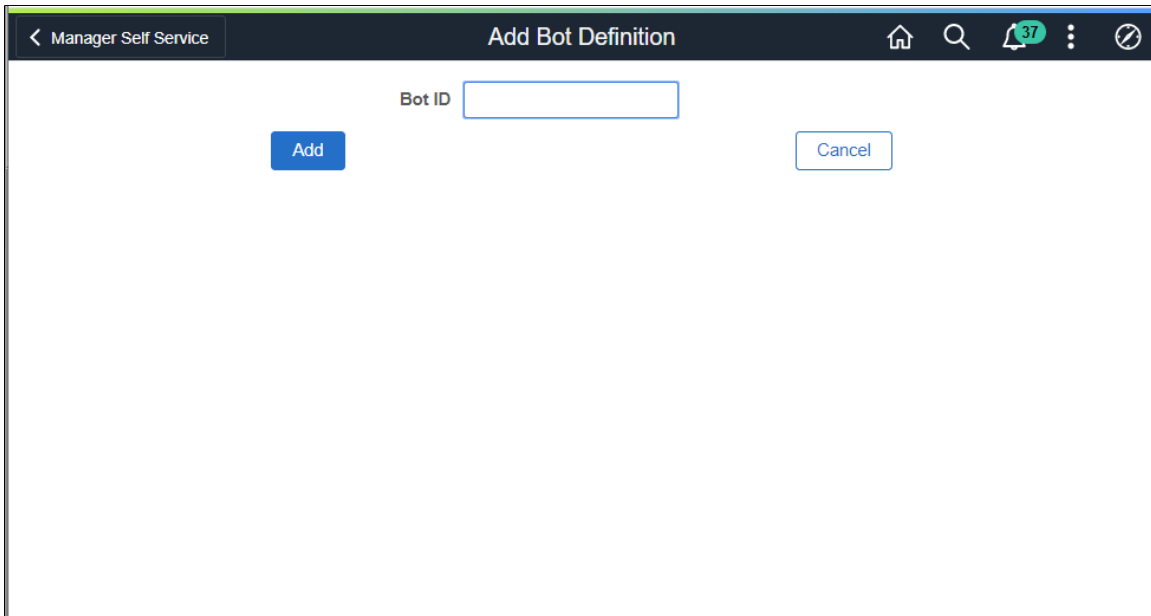 Manager Self Service
Add Bot Definition
37
Bot ID
Add
Cancel